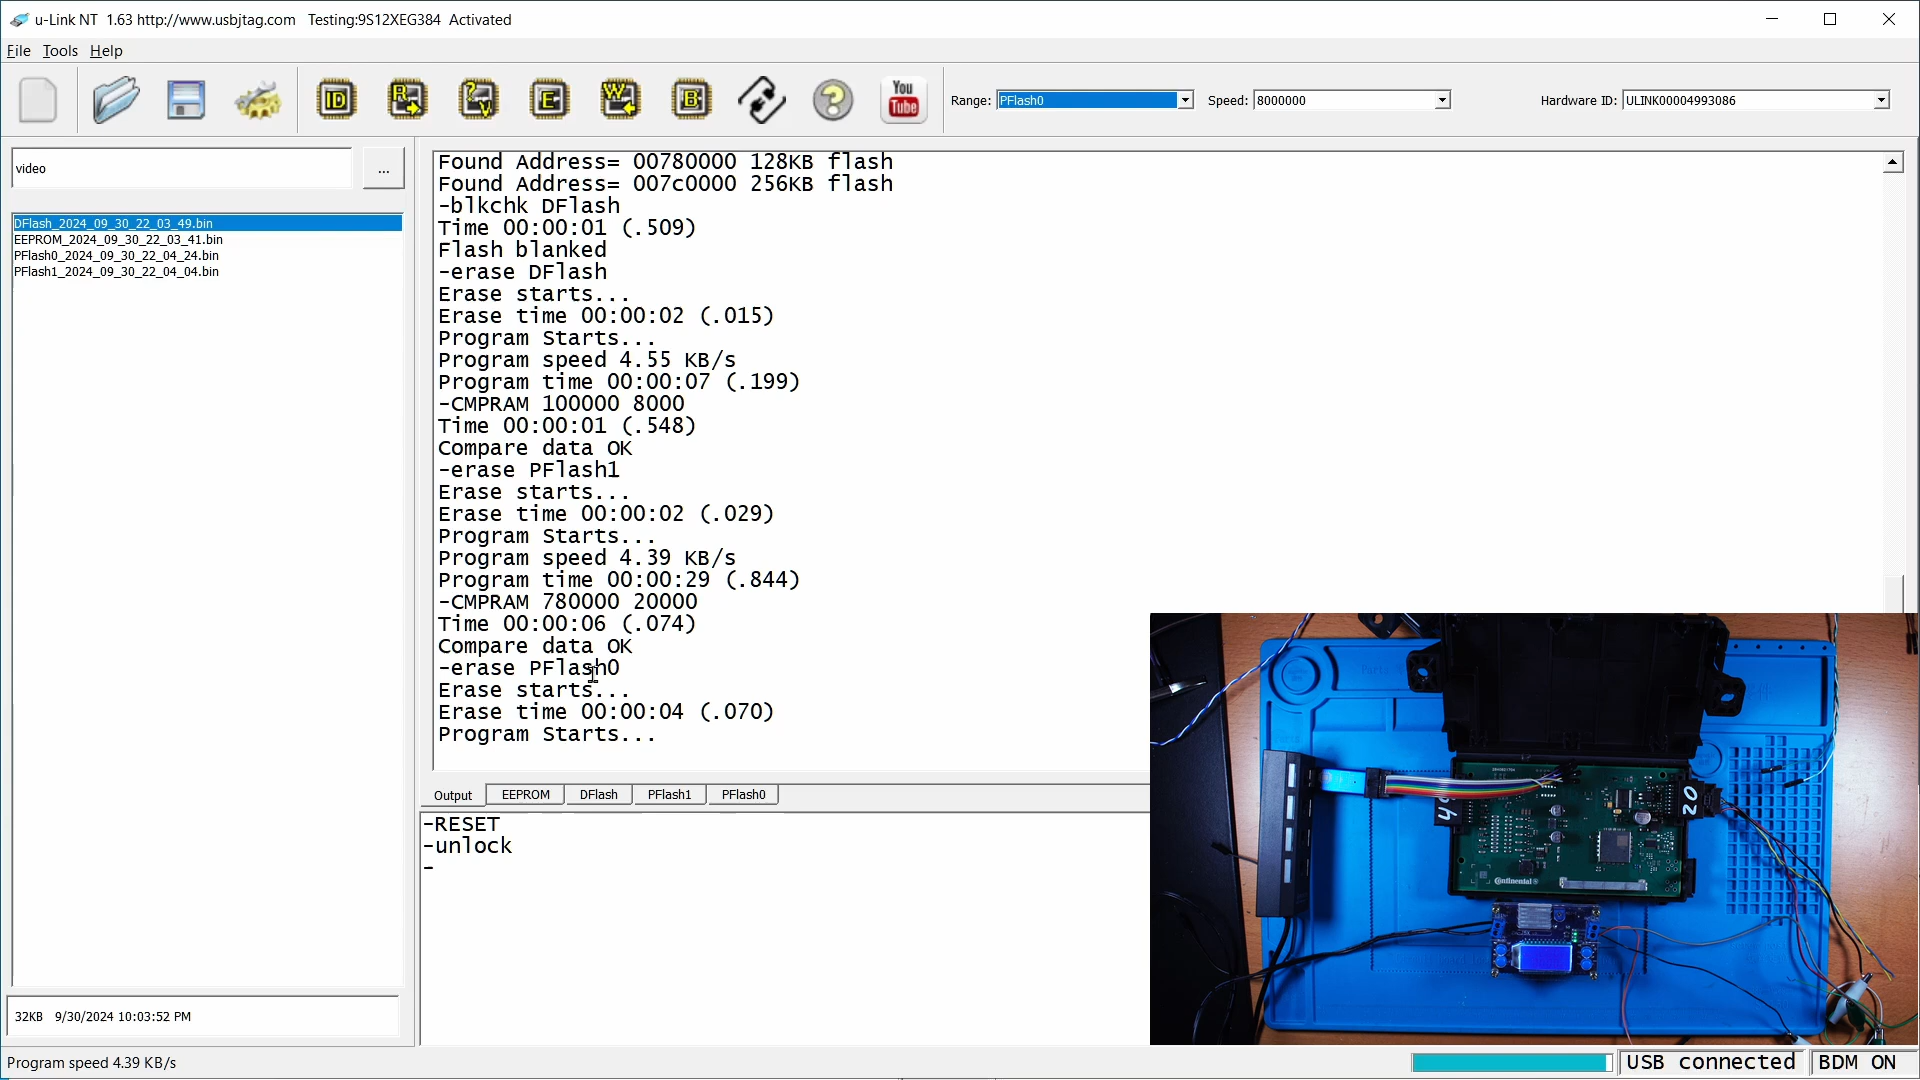 u-Link NT 1.63 http://www.usbjtag.com Testing:9S12XEG384 Activated
File Tools Help
ID R ? V E W B You Tube
Range: PFlash0 Speed: 8000000 Hardware ID: ULINK00004993086
video
...
DFlash_2024_09_30_22_03_49.bin
EEPROM_2024_09_30_22_03_41.bin
PFlash0_2024_09_30_22_04_24.bin
PFlash1_2024_09_30_22_04_04.bin
32KB 9/30/2024 10:03:52 PM
Found Address= 00780000 128KB flash
Found Address= 007c0000 256KB flash
-blkchk DFlash
Time 00:00:01 (.509)
Flash blanked
-erase DFlash
Erase starts...
Erase time 00:00:02 (.015)
Program Starts...
Program speed 4.55 KB/s
Program time 00:00:07 (.199)
-CMPRAM 100000 8000
Time 00:00:01 (.548)
Compare data OK
-erase PFlash1
Erase starts...
Erase time 00:00:02 (.029)
Program Starts...
Program speed 4.39 KB/s
Program time 00:00:29 (.844)
-CMPRAM 780000 20000
Time 00:00:06 (.074)
Compare data OK
-erase PFlash0
Erase starts...
Erase time 00:00:04 (.070)
Program Starts...
Output EEPROM DFlash PFlash1 PFlash0
-RESET
-unlock
-
20
Continental
Program speed 4.39 KB/s
USB connected BDM ON